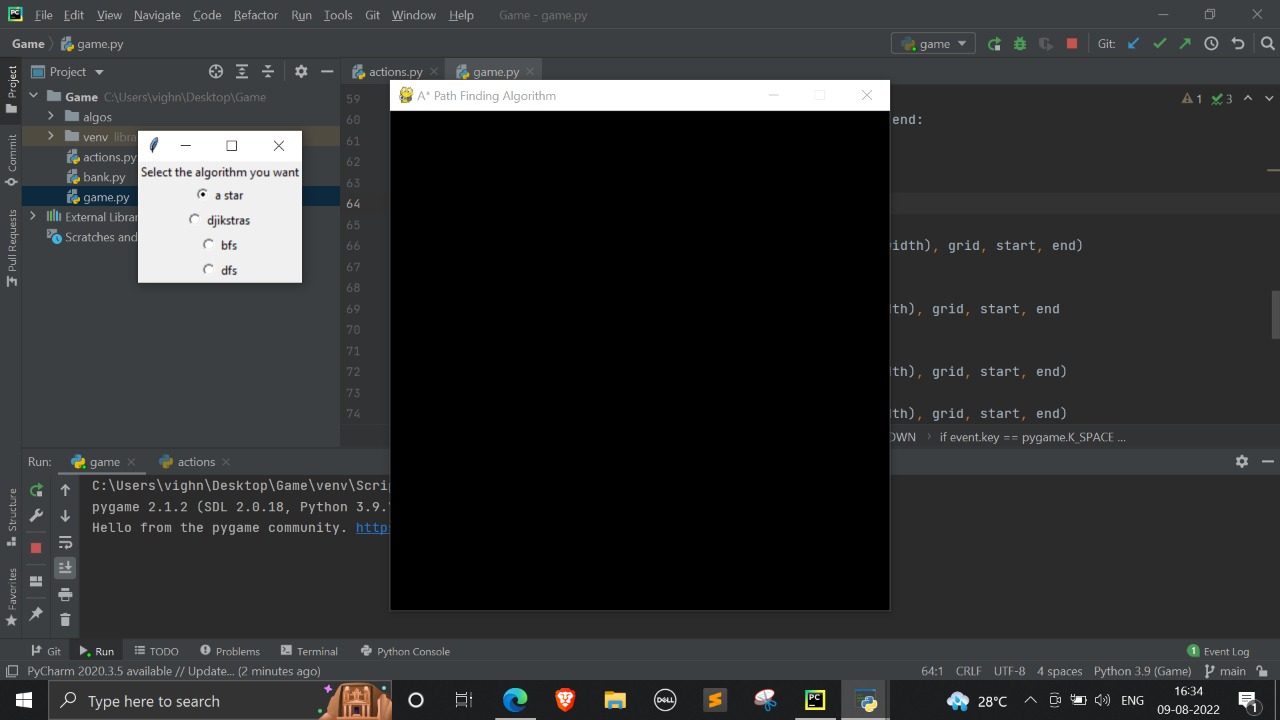 File Edit View Navigate Code Refactor Run Tools Git Window Help Game - game.py
Game game.py
game Git:
Project
actions.py game.py
Game C:\Users\vighn\Desktop\Game
algos
venv
actions.py
bank.py
game.py
External
Scratches and
Project
Commit
Pull Requests
Structure
Favorites
Select the algorithm you want
a star
djikstras
bfs
dfs
A* Path Finding Algorithm
59
60 end:
61
62
63
64
65
66 idth), grid, start, end)
67
68
69 th), grid, start, end
70
71
72 th), grid, start, end)
73
74 th), grid, start, end)
1 3
OWN if event.key == pygame.K_SPACE ...
Run: game actions
C:\Users\vighn\Desktop\Game\venv\Scri
pygame 2.1.2 (SDL 2.0.18, Python 3.9.
Hello from the pygame community. http
Git Run TODO Problems Terminal Python Console 1 Event Log
PyCharm 2020.3.5 available // Update... (2 minutes ago) 64:1 CRLF UTF-8 4 spaces Python 3.9 (Game) main
Type here to search
DELL
28°C ENG
16:34
09-08-2022
1